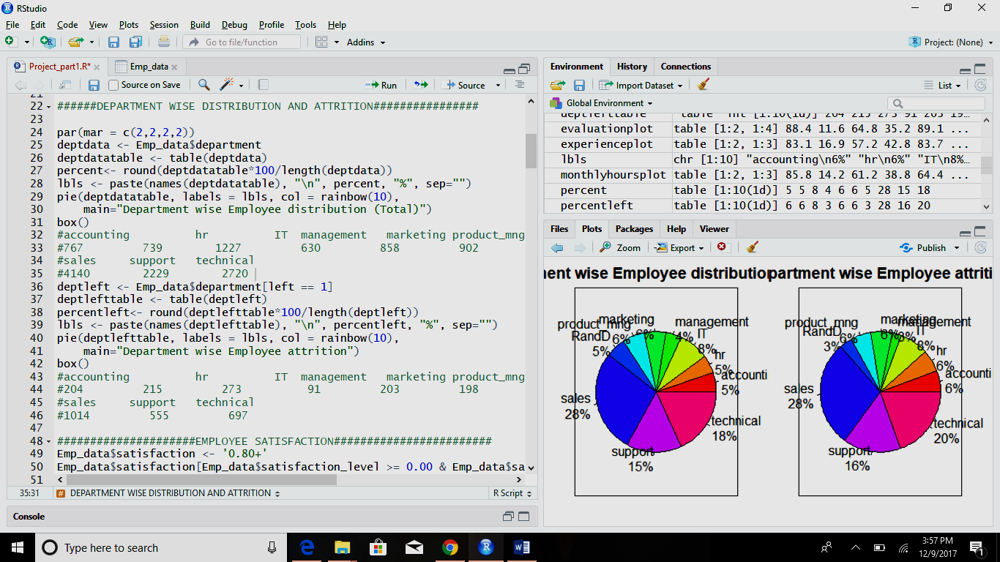 RStudio
File Edit Code View Plots Session Build Debug Profile Tools Help
Go to file/function Addins Project: (None)
Project_part1.R* Emp_data
Source on Save Run Source
21
22 ######DEPARTMENT WISE DISTRIBUTION AND ATTRITION################
23
24 par(mar = c(2,2,2,2))
25 deptdata <- Emp_data$department
26 deptdatatable <- table(deptdata)
27 percent<- round(deptdatatable*100/length(deptdata))
28 lbls <- paste(names(deptdatatable), "\n", percent, "%", sep="")
29 pie(deptdatatable, labels = lbls, col = rainbow(10),
30 main="Department wise Employee distribution (Total)")
31 box()
32 #accounting hr IT management marketing product_mng
33 #767 739 1227 630 858 902
34 #sales support technical
35 #4140 2229 2720
36 deptleft <- Emp_data$department[left == 1]
37 deptlefttable <- table(deptleft)
38 percentleft<- round(deptlefttable*100/length(deptleft))
39 lbls <- paste(names(deptlefttable), "\n", percentleft, "%", sep="")
40 pie(deptlefttable, labels = lbls, col = rainbow(10),
41 main="Department wise Employee attrition")
42 box()
43 #accounting hr IT management marketing product_mng
44 #204 215 273 91 203 198
45 #sales support technical
46 #1014 555 697
47
48 #####################EMPLOYEE SATISFACTION########################
49 Emp_data$satisfaction <- '0.80+'
50 Emp_data$satisfaction[Emp_data$satisfaction_level >= 0.00 & Emp_data$sa
51
35:31 # DEPARTMENT WISE DISTRIBUTION AND ATTRITION R Script
Console
Environment History Connections
Import Dataset List
Global Environment
deptlefttable 'table' int [1:10(1d)] 204 215 273 91 203 19...
evaluationplot table [1:2, 1:4] 88.4 11.6 64.8 35.2 89.1 ...
experienceplot table [1:2, 1:3] 83.1 16.9 57.2 42.8 83.7 ...
lbls chr [1:10] "accounting\n6%" "hr\n6%" "IT\n8%...
monthlyhoursplot table [1:2, 1:3] 85.8 14.2 61.2 38.8 64.4 ...
percent table [1:10(1d)] 5 5 8 4 6 6 5 28 15 18
percentleft table [1:10(1d)] 6 6 8 3 6 6 3 28 16 20
Files Plots Packages Help Viewer
Zoom Export Publish
ent wise Employee distributio
partment wise Employee attriti
marketing
6%
product_mng
6%
management
4%
RandD
5%
IT
8%
hr
5%
accounti
5%
sales
28%
technical
18%
support
15%
marketing
6%
product_mng
6%
management
3%
RandD
3%
IT
8%
hr
6%
accounti
6%
sales
28%
technical
20%
support
16%
Type here to search
3:57 PM
12/9/2017
1